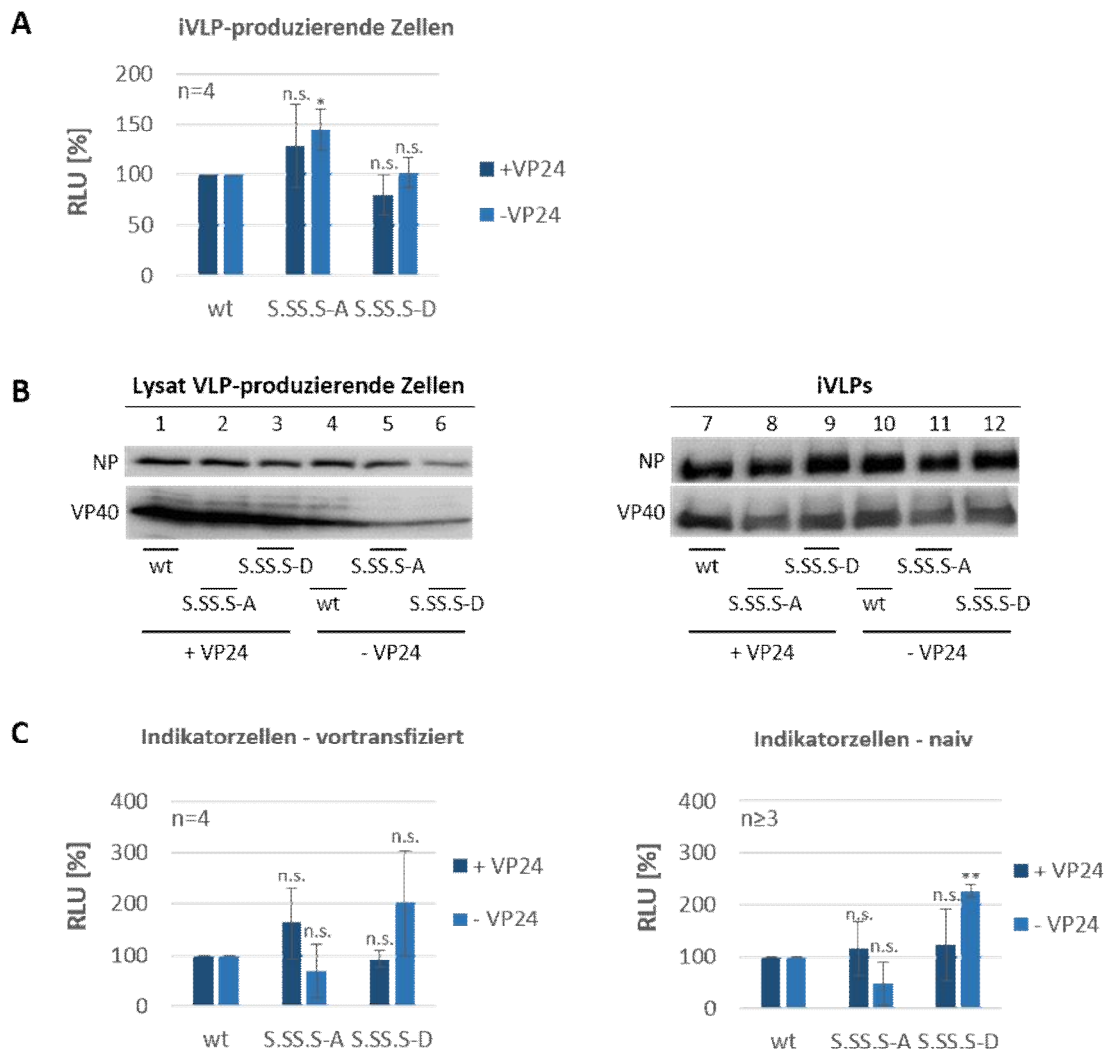 A
iVLP-produzierende Zellen
200
150
100
50
0
RLU [%]
n=4
n.s.
*
n.s.
n.s.
+VP24
-VP24
wt
S.SS.S-A
S.SS.S-D
B
Lysat VLP-produzierende Zellen
1 2 3 4 5 6
NP
VP40
wt
S.SS.S-D
S.SS.S-A
S.SS.S-A
wt
S.SS.S-D
+ VP24
- VP24
iVLPs
7 8 9 10 11 12
NP
VP40
wt
S.SS.S-D
S.SS.S-A
S.SS.S-A
wt
S.SS.S-D
+ VP24
- VP24
C
Indikatorzellen - vortransfiziert
400
300
200
100
0
RLU [%]
n=4
n.s.
n.s.
n.s.
n.s.
+ VP24
- VP24
wt
S.SS.S-A
S.SS.S-D
Indikatorzellen - naiv
400
300
200
100
0
RLU [%]
n≥3
n.s.
n.s.
n.s.
**
+ VP24
- VP24
wt
S.SS.S-A
S.SS.S-D